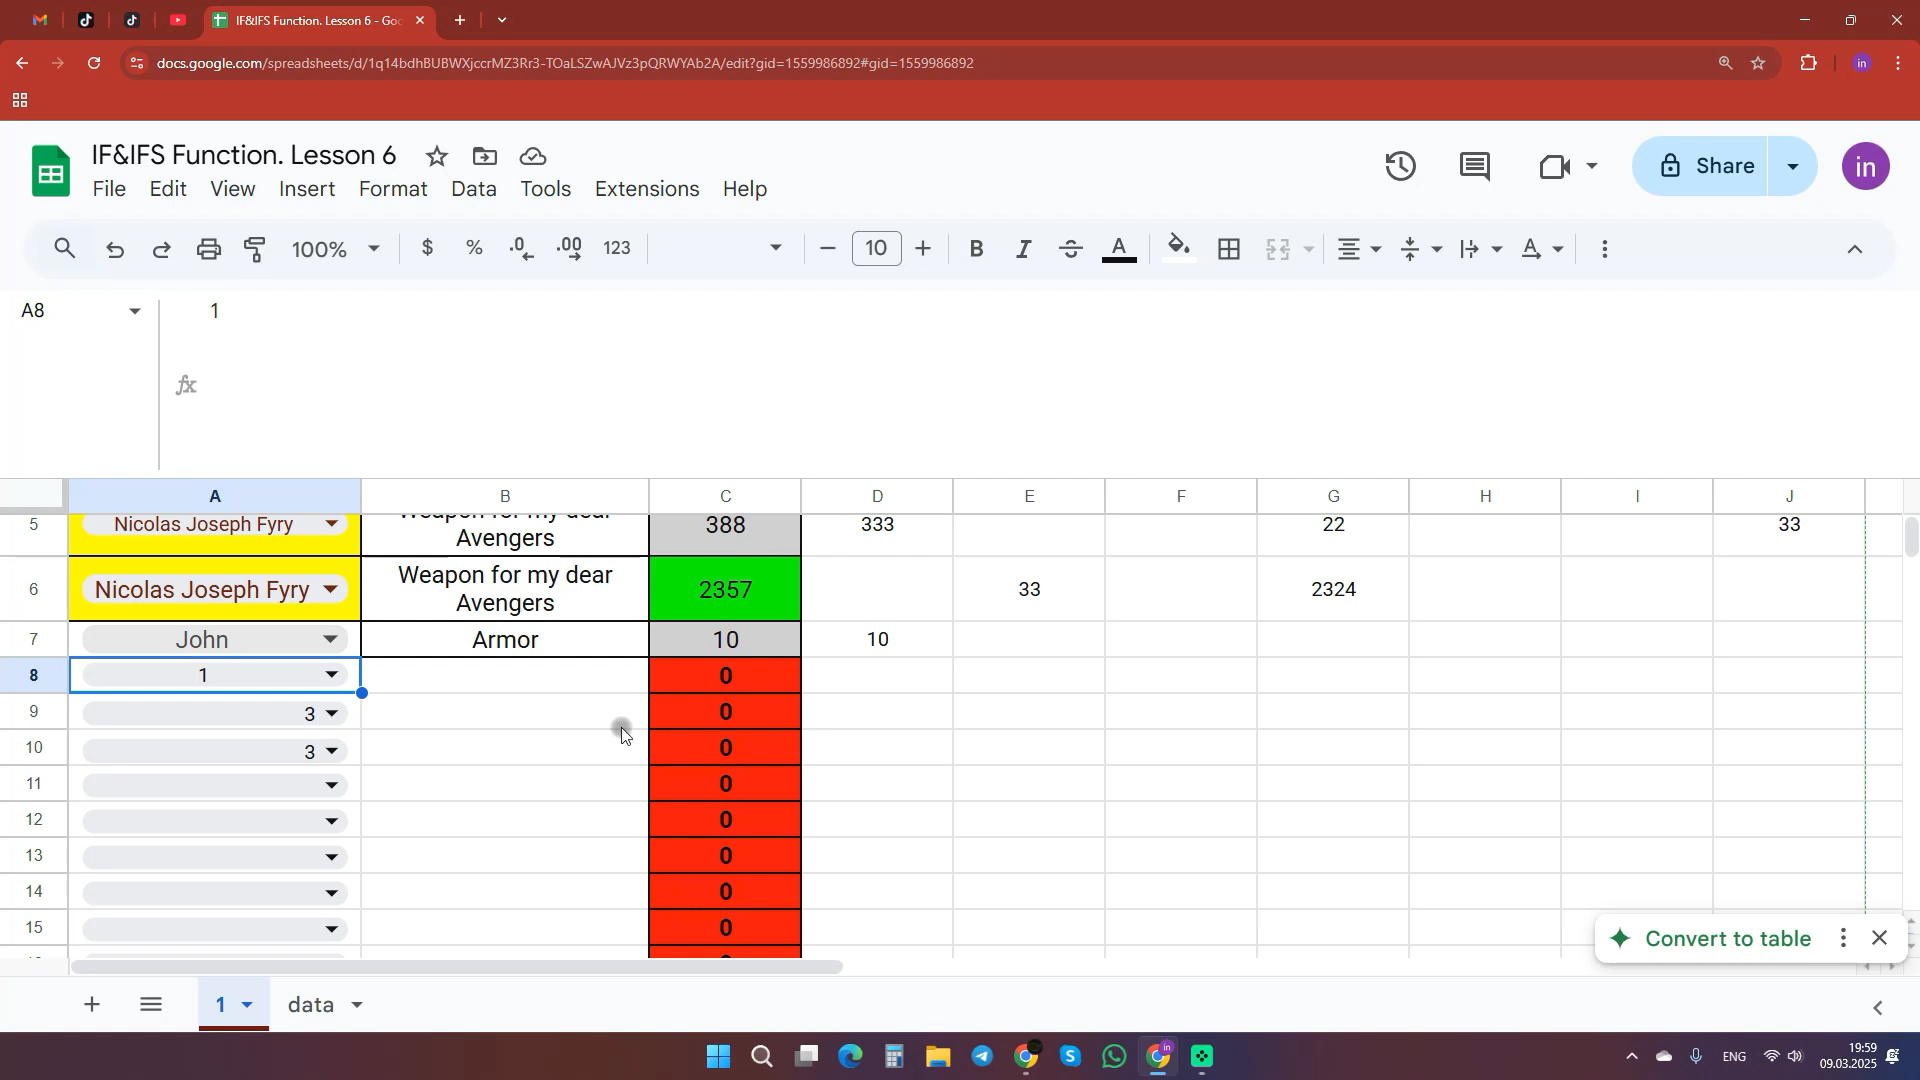 IF&IFS Function. Lesson 6 - Goo
docs.google.com/spreadsheets/d/1q14bdhBUBWXjccrMZ3Rr3-TOaLSZwAJVz3pQRWYAb2A/edit?gid=1559986892#gid=1559986892
in
IF&IFS Function. Lesson 6
Share
in
File Edit View Insert Format Data Tools Extensions Help
100% $ % .0 .00 123 10 B I A A
A8 1
fx
A B C D E F G H I J
5 Nicolas Joseph Fyry Weapon for my dear Avengers 388 333 22 33
6 Nicolas Joseph Fyry Weapon for my dear Avengers 2357 33 2324
7 John Armor 10 10
8 1 0
9 3 0
10 3 0
11 0
12 0
13 0
14 0
15 0
Convert to table
1 data
in
ENG
19:59
09.03.2025